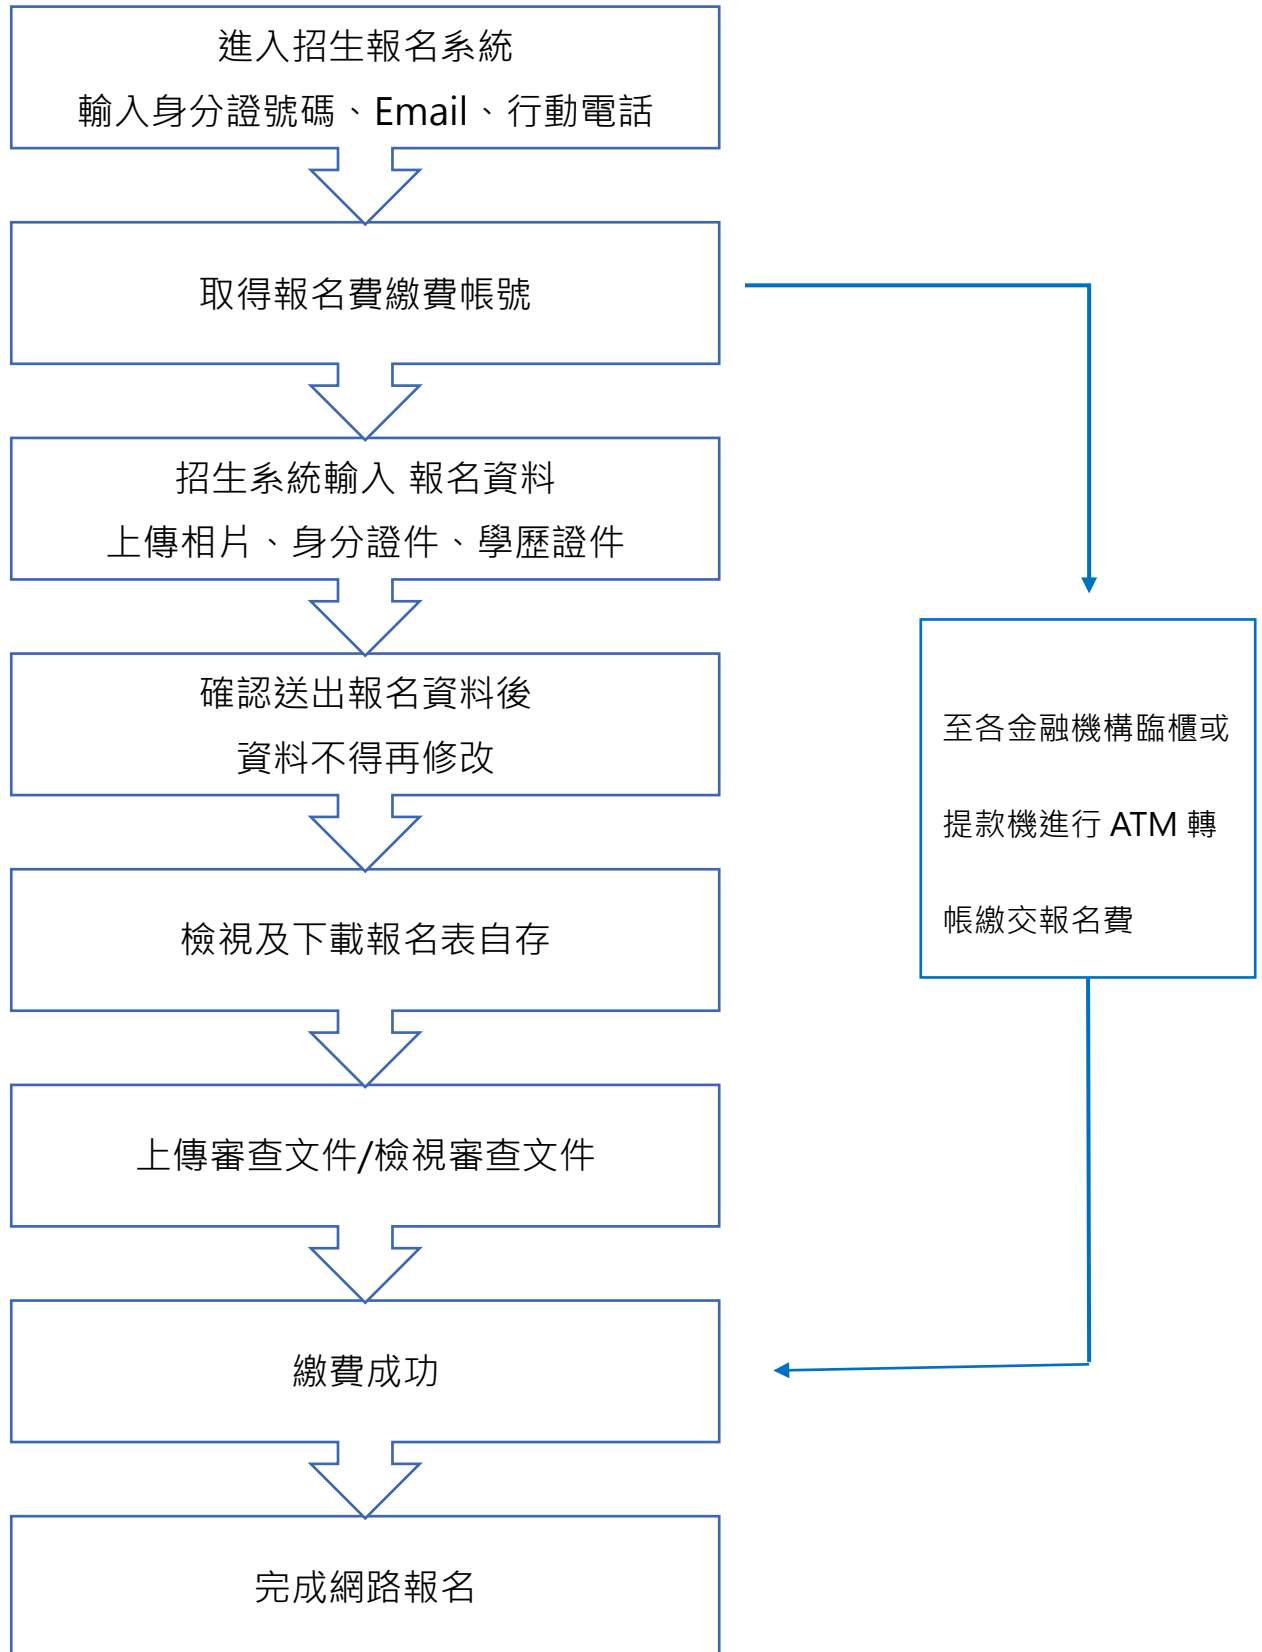 進入招生報名系統
輸入身分證號碼、Email、行動電話
取得報名費繳費帳號
招生系統輸入 報名資料
上傳相片、身分證件、學歷證件
確認送出報名資料後
資料不得再修改
至各金融機構臨櫃或
提款機進行 ATM 轉
帳繳交報名費
檢視及下載報名表自存
上傳審查文件/檢視審查文件
繳費成功
完成網路報名